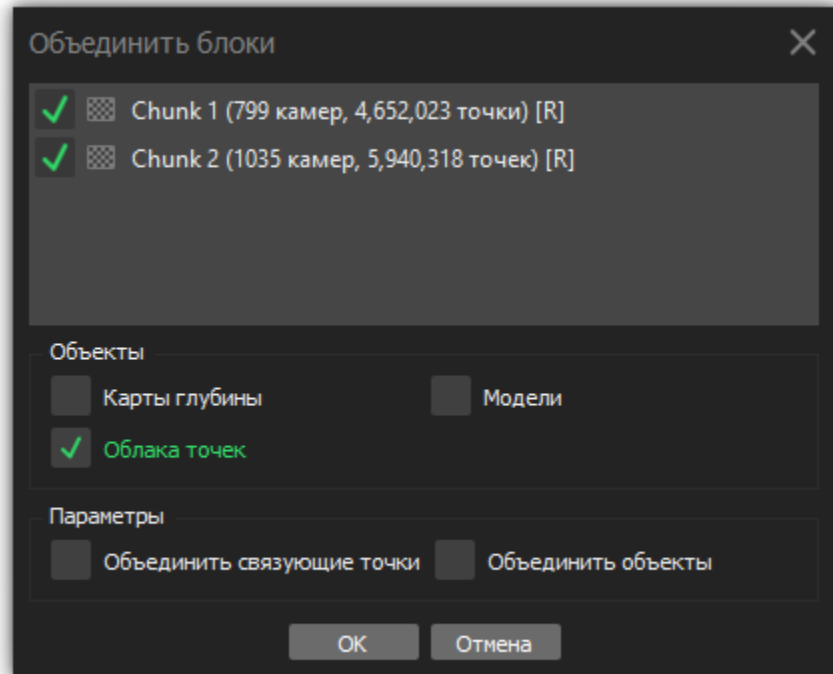 Объединить блоки
Chunk 1 (799 камер, 4,652,023 точки) [R]
Chunk 2 (1035 камер, 5,940,318 точек) [R]
Объекты
Карты глубины Модели
Облака точек
Параметры
Объединить связующие точки Объединить объекты
OK Отмена